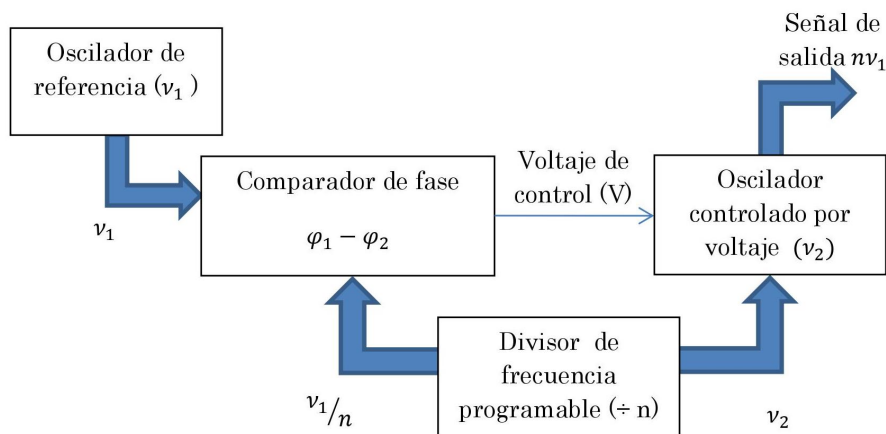 Oscilador de
referencia (ν₁ )
Señal de
salida nν₁
ν₁
Comparador de fase
φ₁ − φ₂
Voltaje de
control (V)
Oscilador
controlado por
voltaje (ν₂)
ν₁/n
Divisor de
frecuencia
programable (÷ n)
ν₂